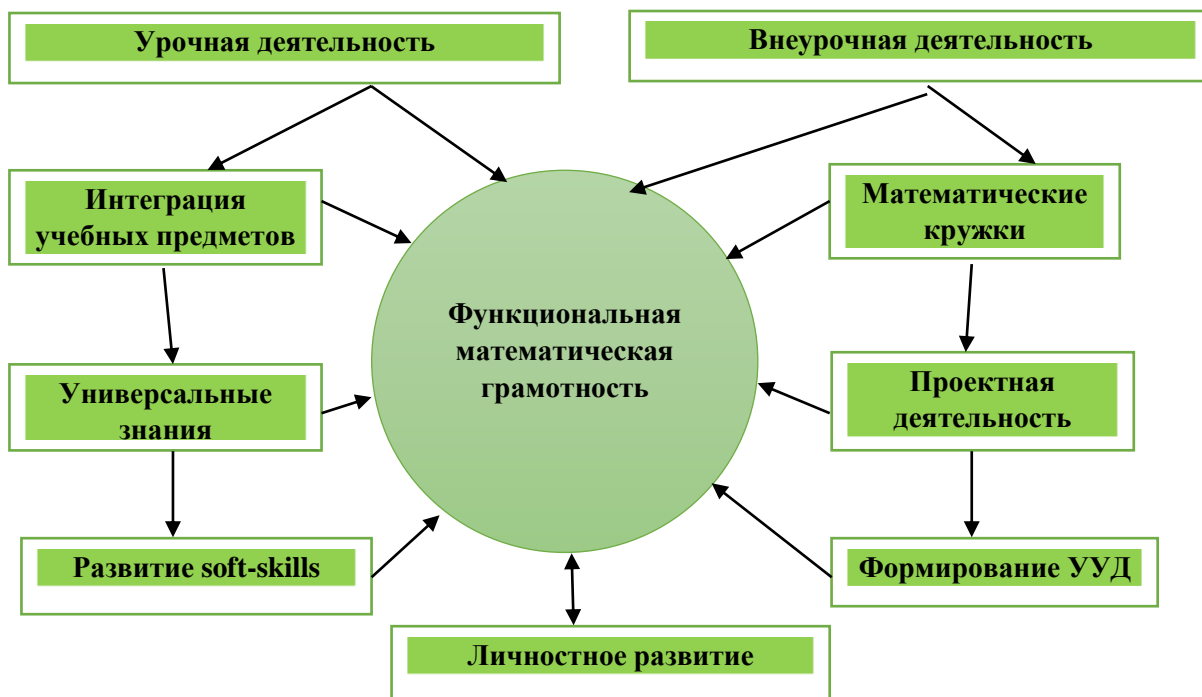 Урочная деятельность
Внеурочная деятельность
Интеграция
учебных предметов
Математические
кружки
Функциональная
математическая
грамотность
Универсальные
знания
Проектная
деятельность
Развитие soft-skills
Формирование УУД
Личностное развитие